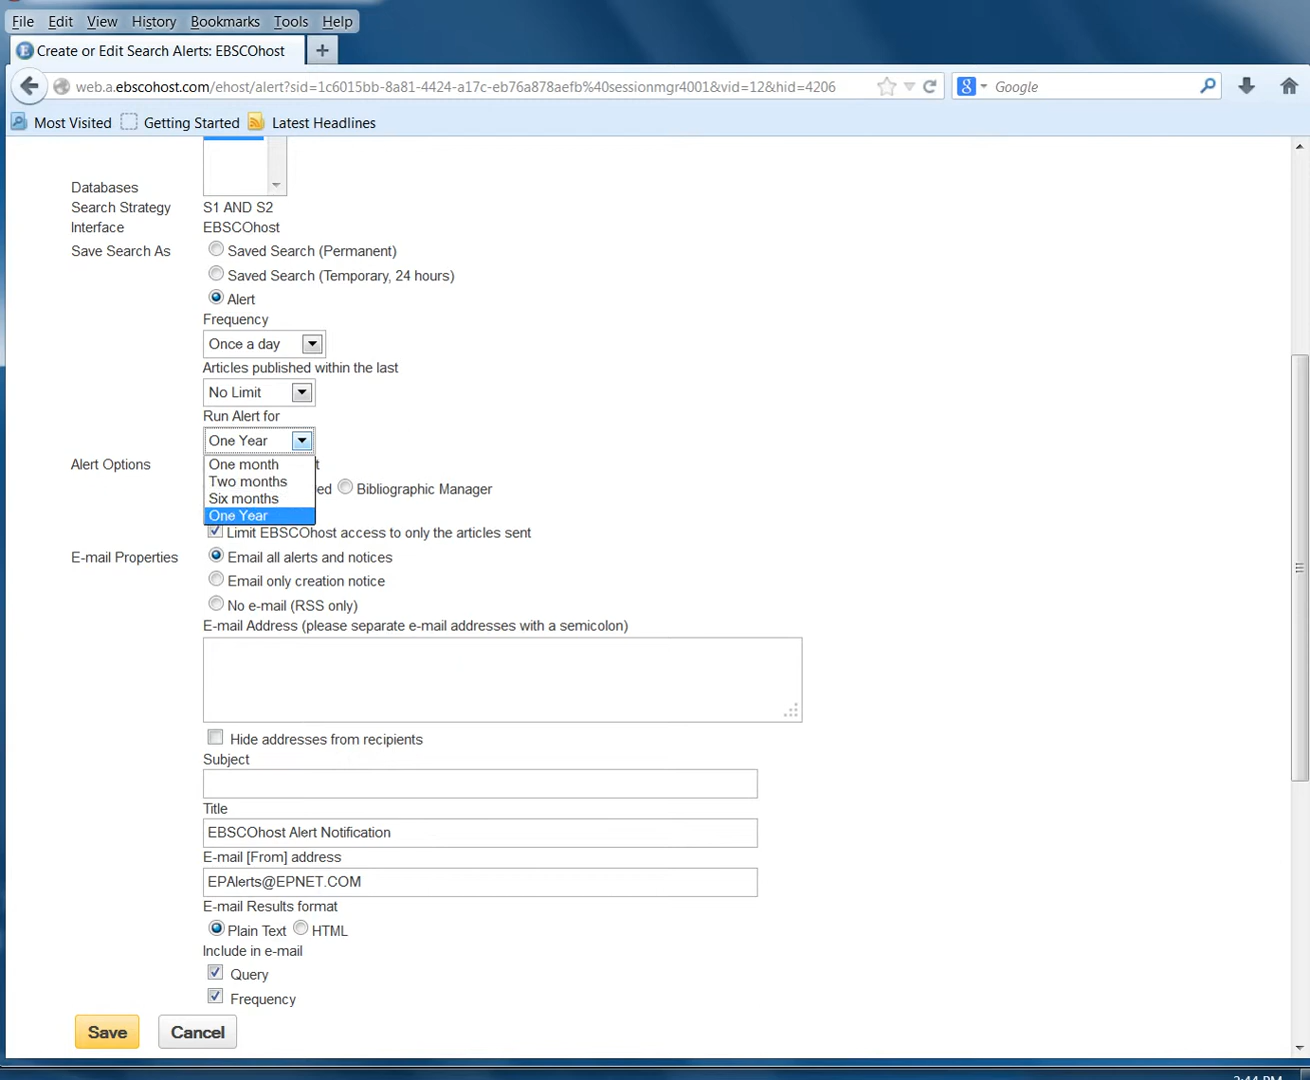 File Edit View History Bookmarks Tools Help
Create or Edit Search Alerts: EBSCOhost +
web.a.ebscohost.com/ehost/alert?sid=1c6015bb-8a81-4424-a17c-eb76a878aefb%40sessionmgr4001&vid=12&hid=4206 Google
Most Visited Getting Started Latest Headlines
Databases
Search Strategy S1 AND S2
Interface EBSCOhost
Save Search As Saved Search (Permanent)
Saved Search (Temporary, 24 hours)
Alert
Frequency
Once a day
Articles published within the last
No Limit
Run Alert for
One Year
Alert Options One month
Two months
Bibliographic Manager
Six months
One Year
Limit EBSCOhost access to only the articles sent
E-mail Properties Email all alerts and notices
Email only creation notice
No e-mail (RSS only)
E-mail Address (please separate e-mail addresses with a semicolon)
Hide addresses from recipients
Subject
Title
EBSCOhost Alert Notification
E-mail [From] address
EPAlerts@EPNET.COM
E-mail Results format
Plain Text HTML
Include in e-mail
Query
Frequency
Save Cancel